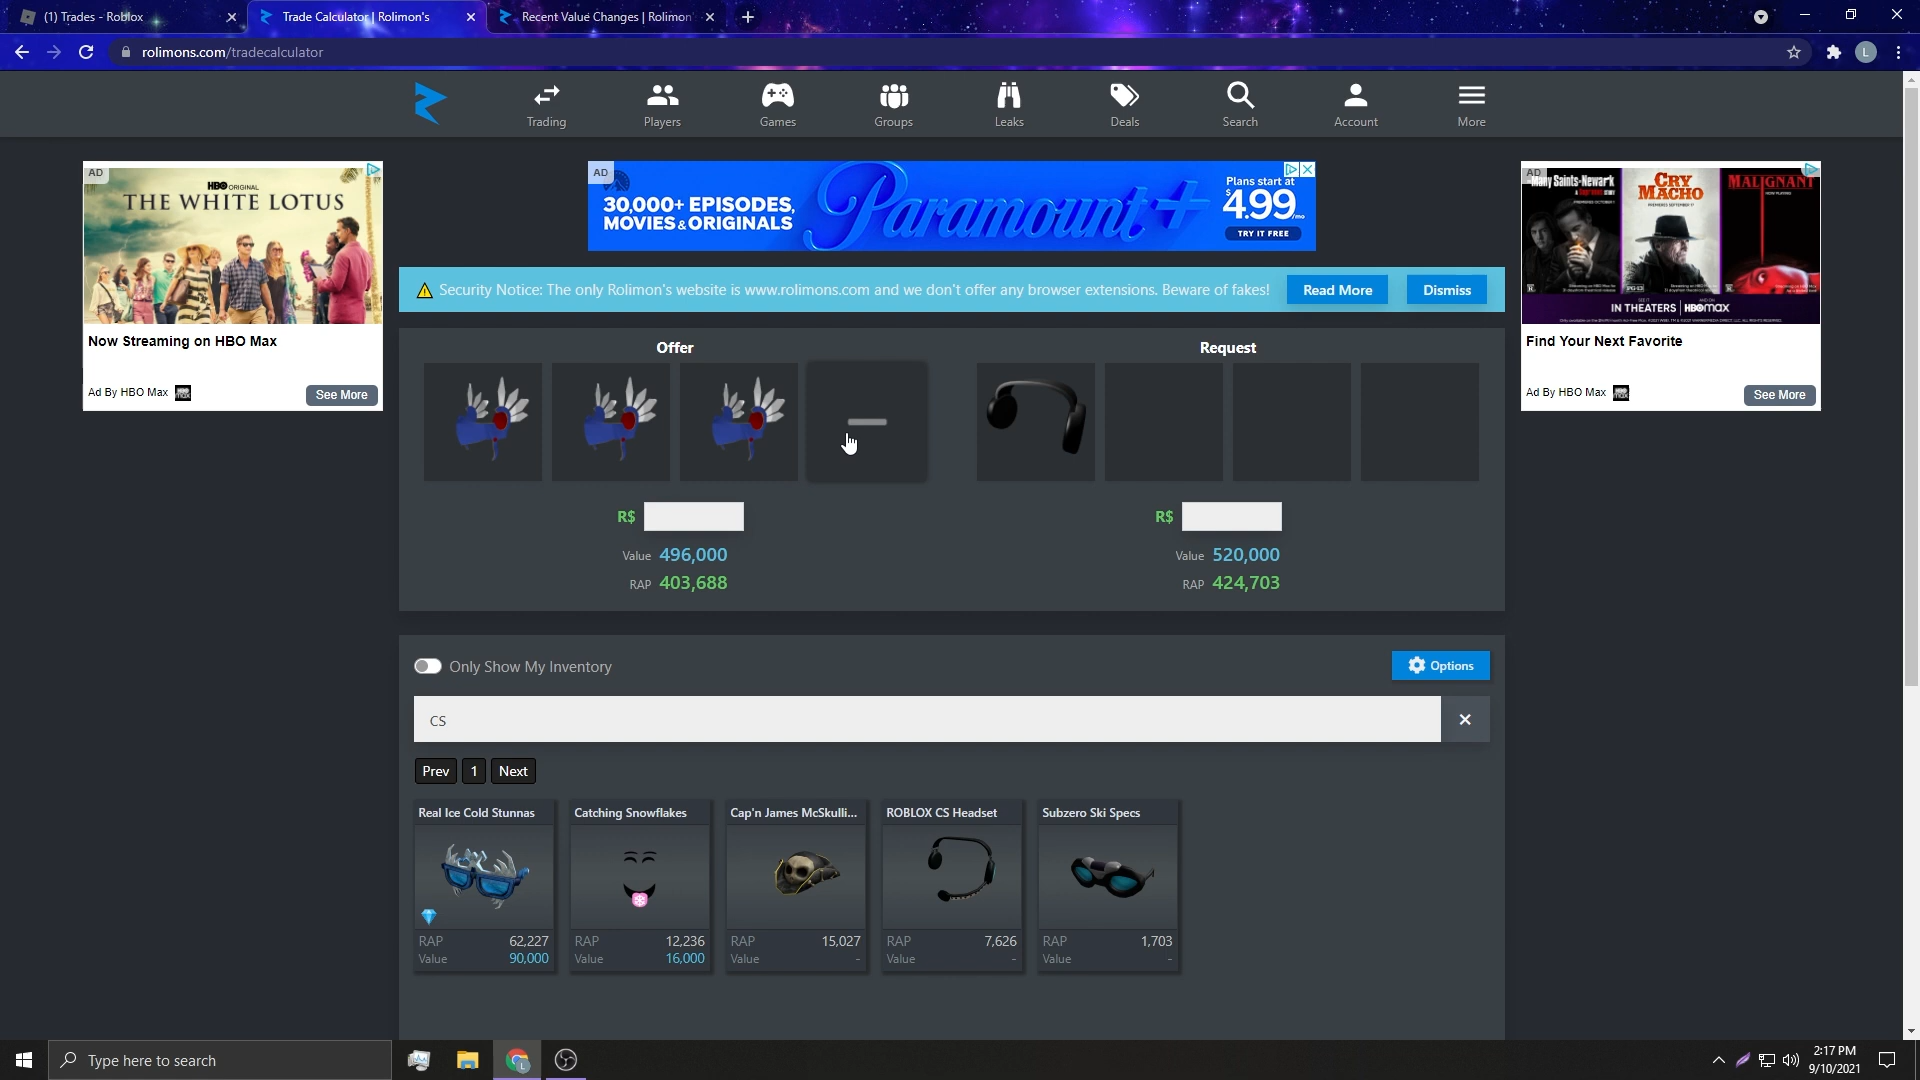 (1) Trades - Roblox
Trade Calculator | Rolimon's
Recent Value Changes | Rolimon
rolimons.com/tradecalculator
L
Trading
Players
Games
Groups
Leaks
Deals
Search
Account
More
AD
HBO ORIGINAL
THE WHITE LOTUS
Now Streaming on HBO Max
Ad By HBO Max
See More
AD
30,000+ EPISODES,
MOVIES & ORIGINALS
Paramount+
Plans start at
$4.99/mo
TRY IT FREE
AD
Many Saints-Newark
CRY
MACHO
MALIGNANT
IN THEATERS | HBOmax
Find Your Next Favorite
Ad By HBO Max
See More
Security Notice: The only Rolimon's website is www.rolimons.com and we don't offer any browser extensions. Beware of fakes!
Read More
Dismiss
Offer
Request
R$
R$
Value 496,000
RAP 403,688
Value 520,000
RAP 424,703
Only Show My Inventory
Options
CS
Prev 1 Next
Real Ice Cold Stunnas
RAP 62,227
Value 90,000
Catching Snowflakes
RAP 12,236
Value 16,000
Cap'n James McSkulli...
RAP 15,027
Value -
ROBLOX CS Headset
RAP 7,626
Value -
Subzero Ski Specs
RAP 1,703
Value -
Type here to search
L
2:17 PM
9/10/2021